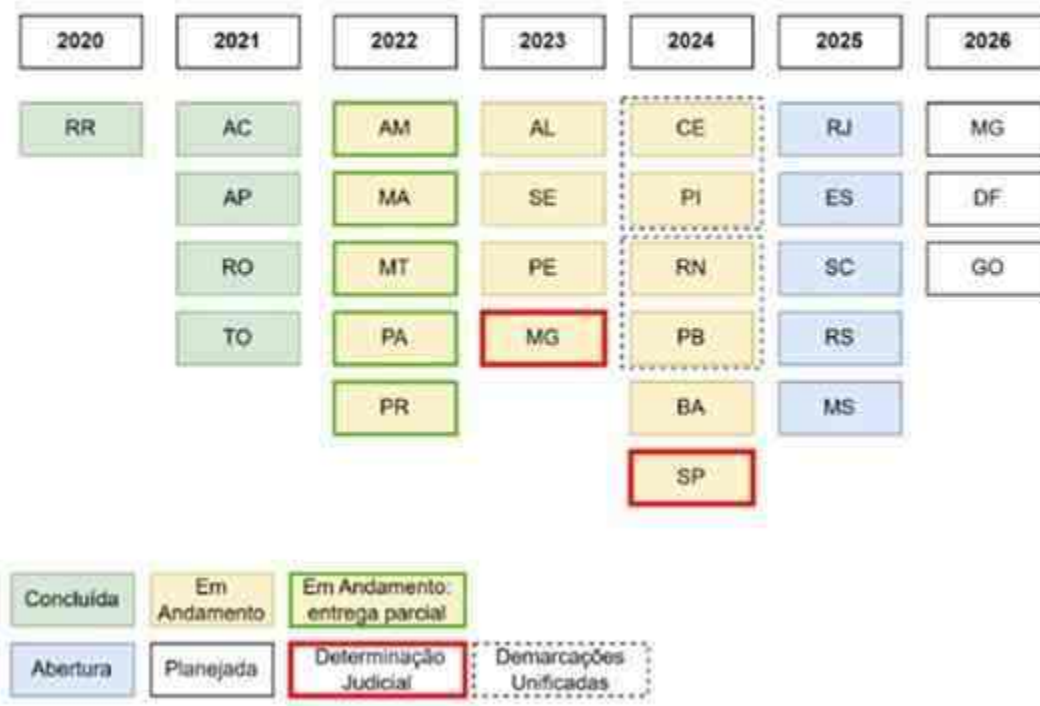 2020 2021 2022 2023 2024 2025 2026
RR AC AM AL CE RJ MG
AP MA SE PI ES DF
RO MT PE RN SC GO
TO PA MG PB RS
PR BA MS
SP
Concluída Em Andamento Em Andamento: entrega parcial
Abertura Planejada Determinação Judicial Demarcações Unificadas